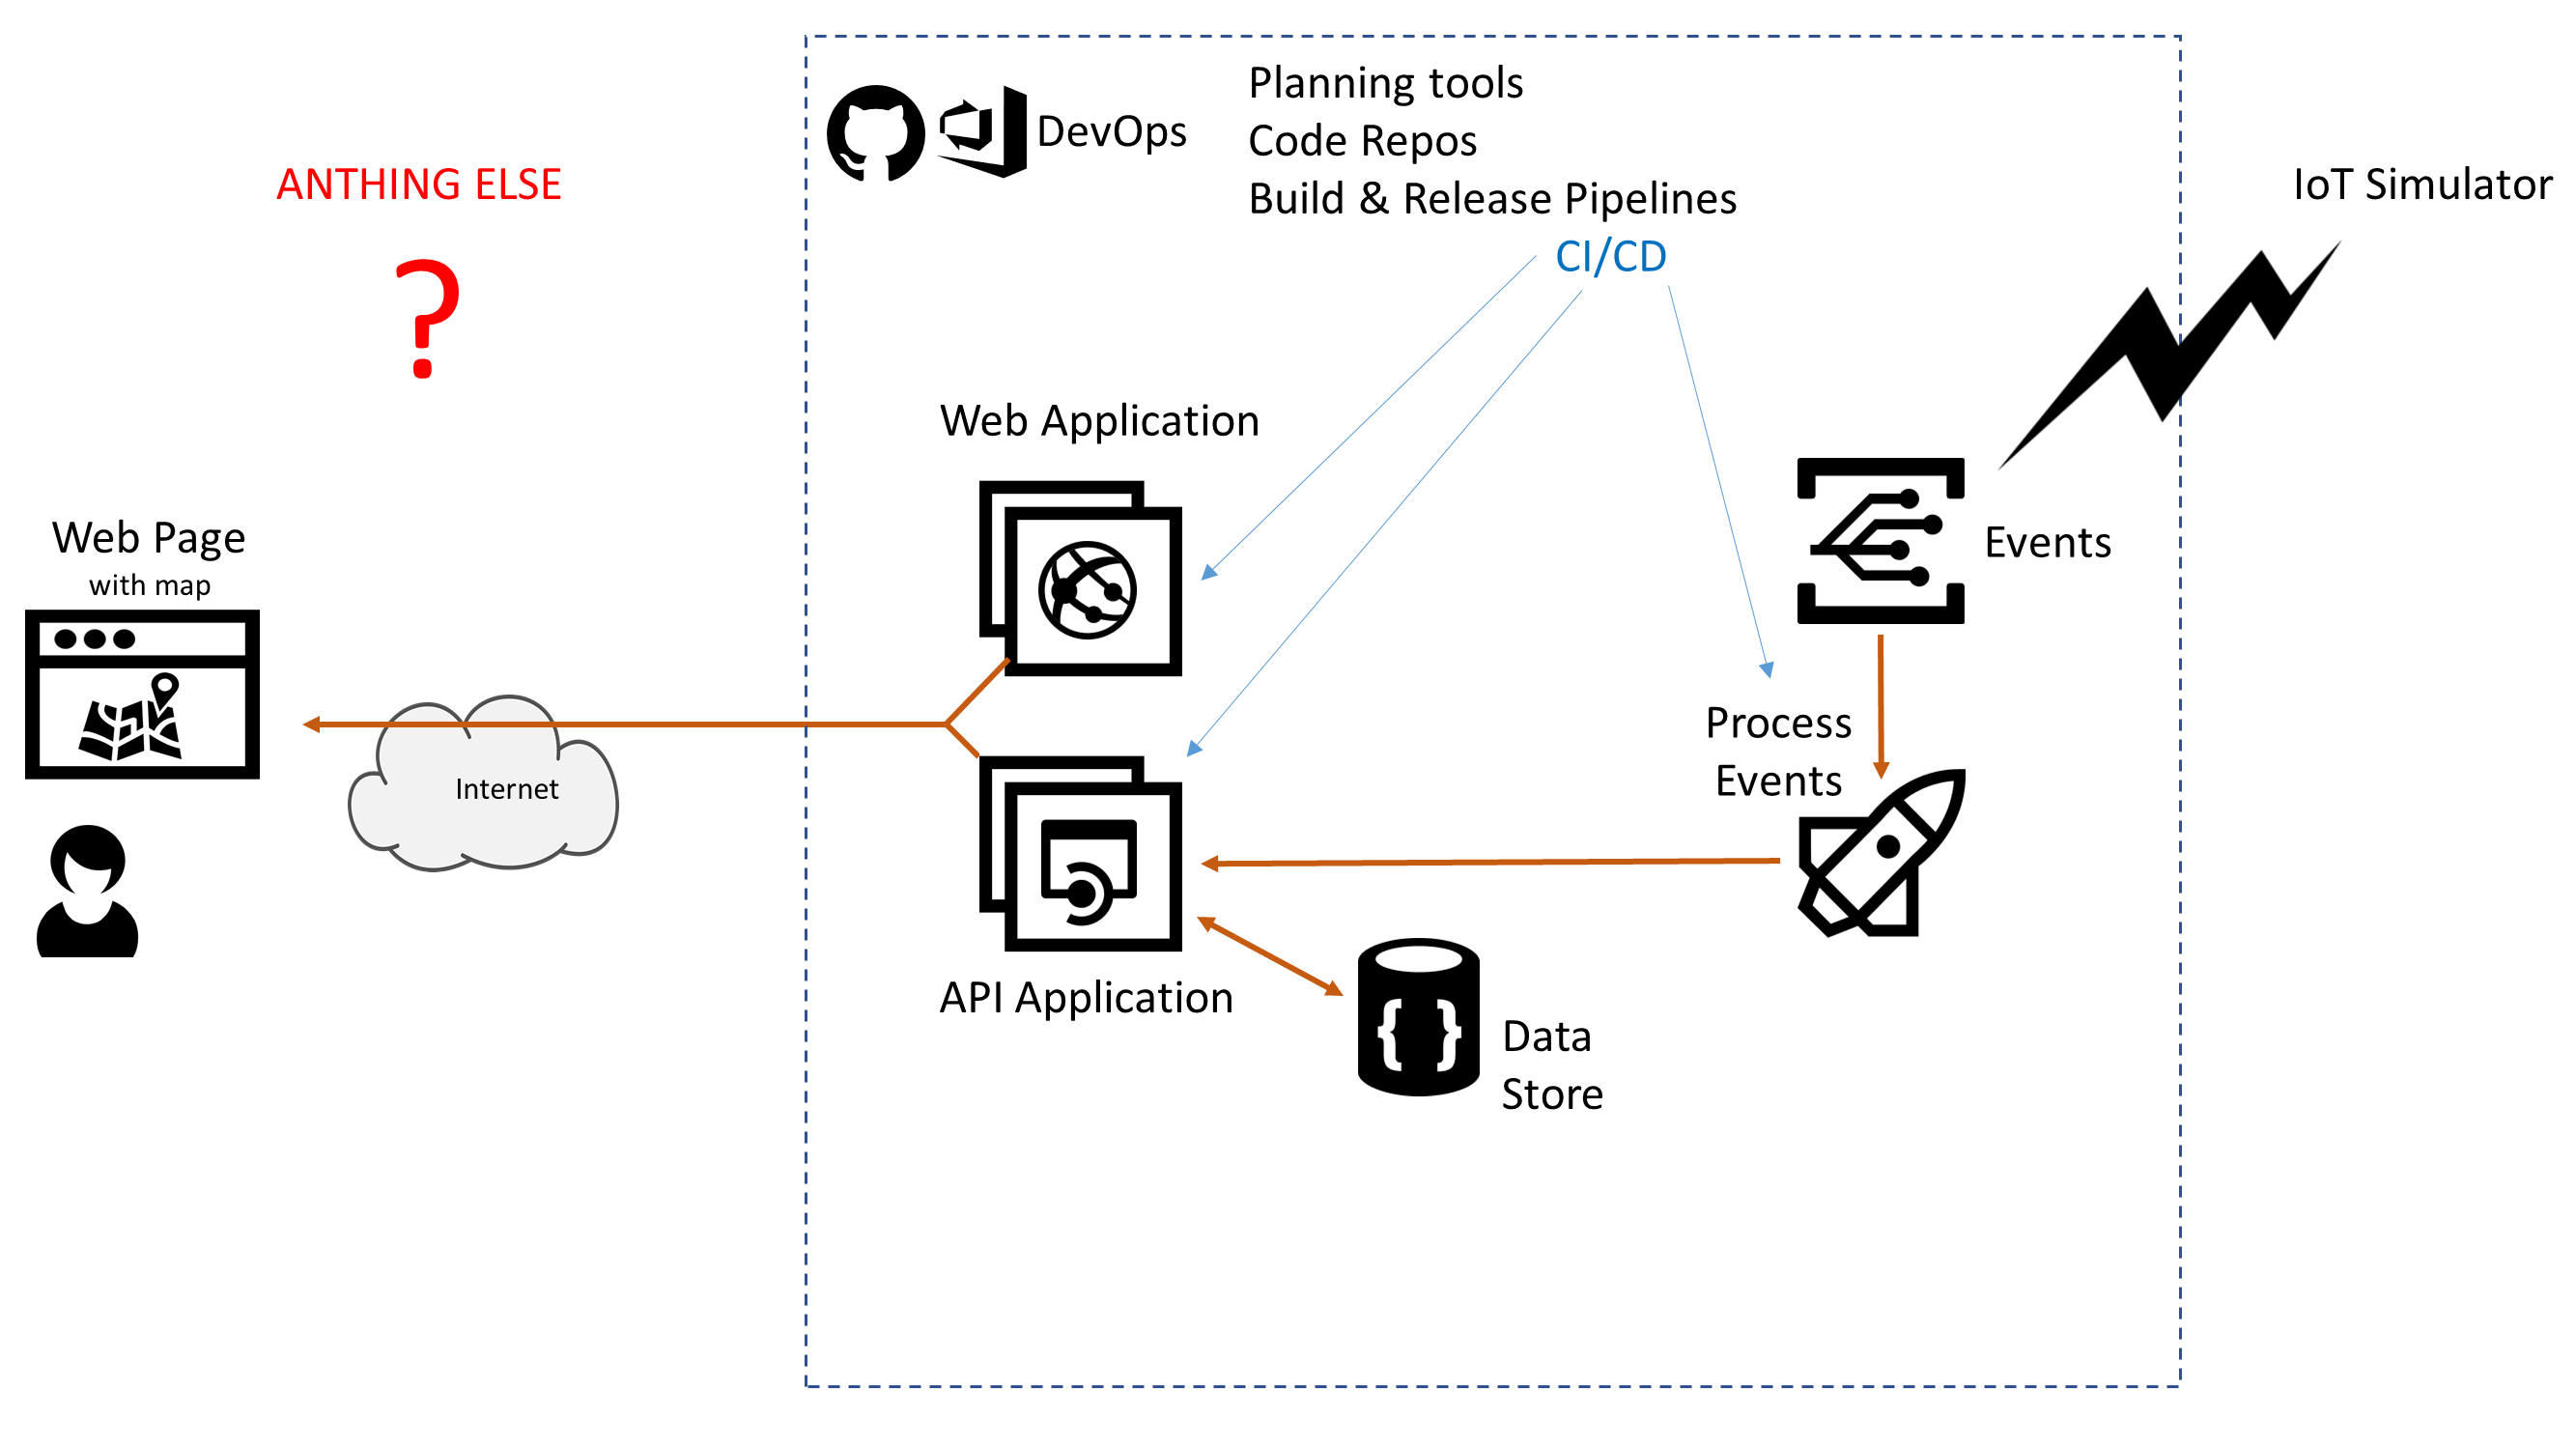 Planning tools
DevOps
Code Repos
ANTHING ELSE
Build & Release Pipelines
IoT Simulator
CI/CD
?
Web Application
Web Page
with map
Events
Process
Events
Internet
API Application
{ }
Data
Store